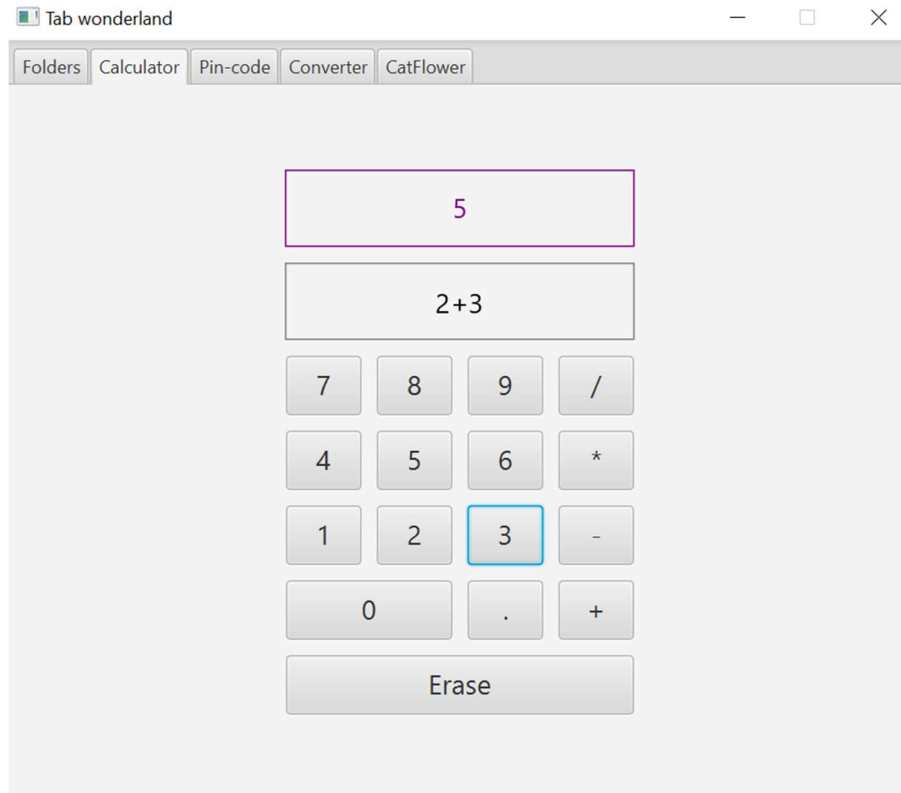 Tab wonderland
Folders Calculator Pin-code Converter CatFlower
5
2+3
7 8 9 /
4 5 6 *
1 2 3 -
0 . +
Erase